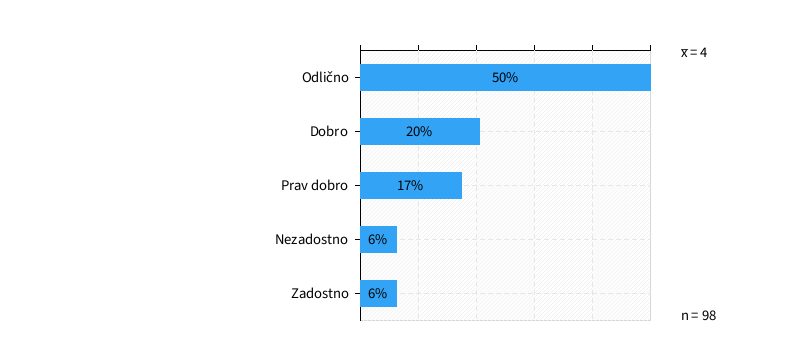 x̅ = 4
Odlično 50%
Dobro 20%
Prav dobro 17%
Nezadostno 6%
Zadostno 6%
n = 98